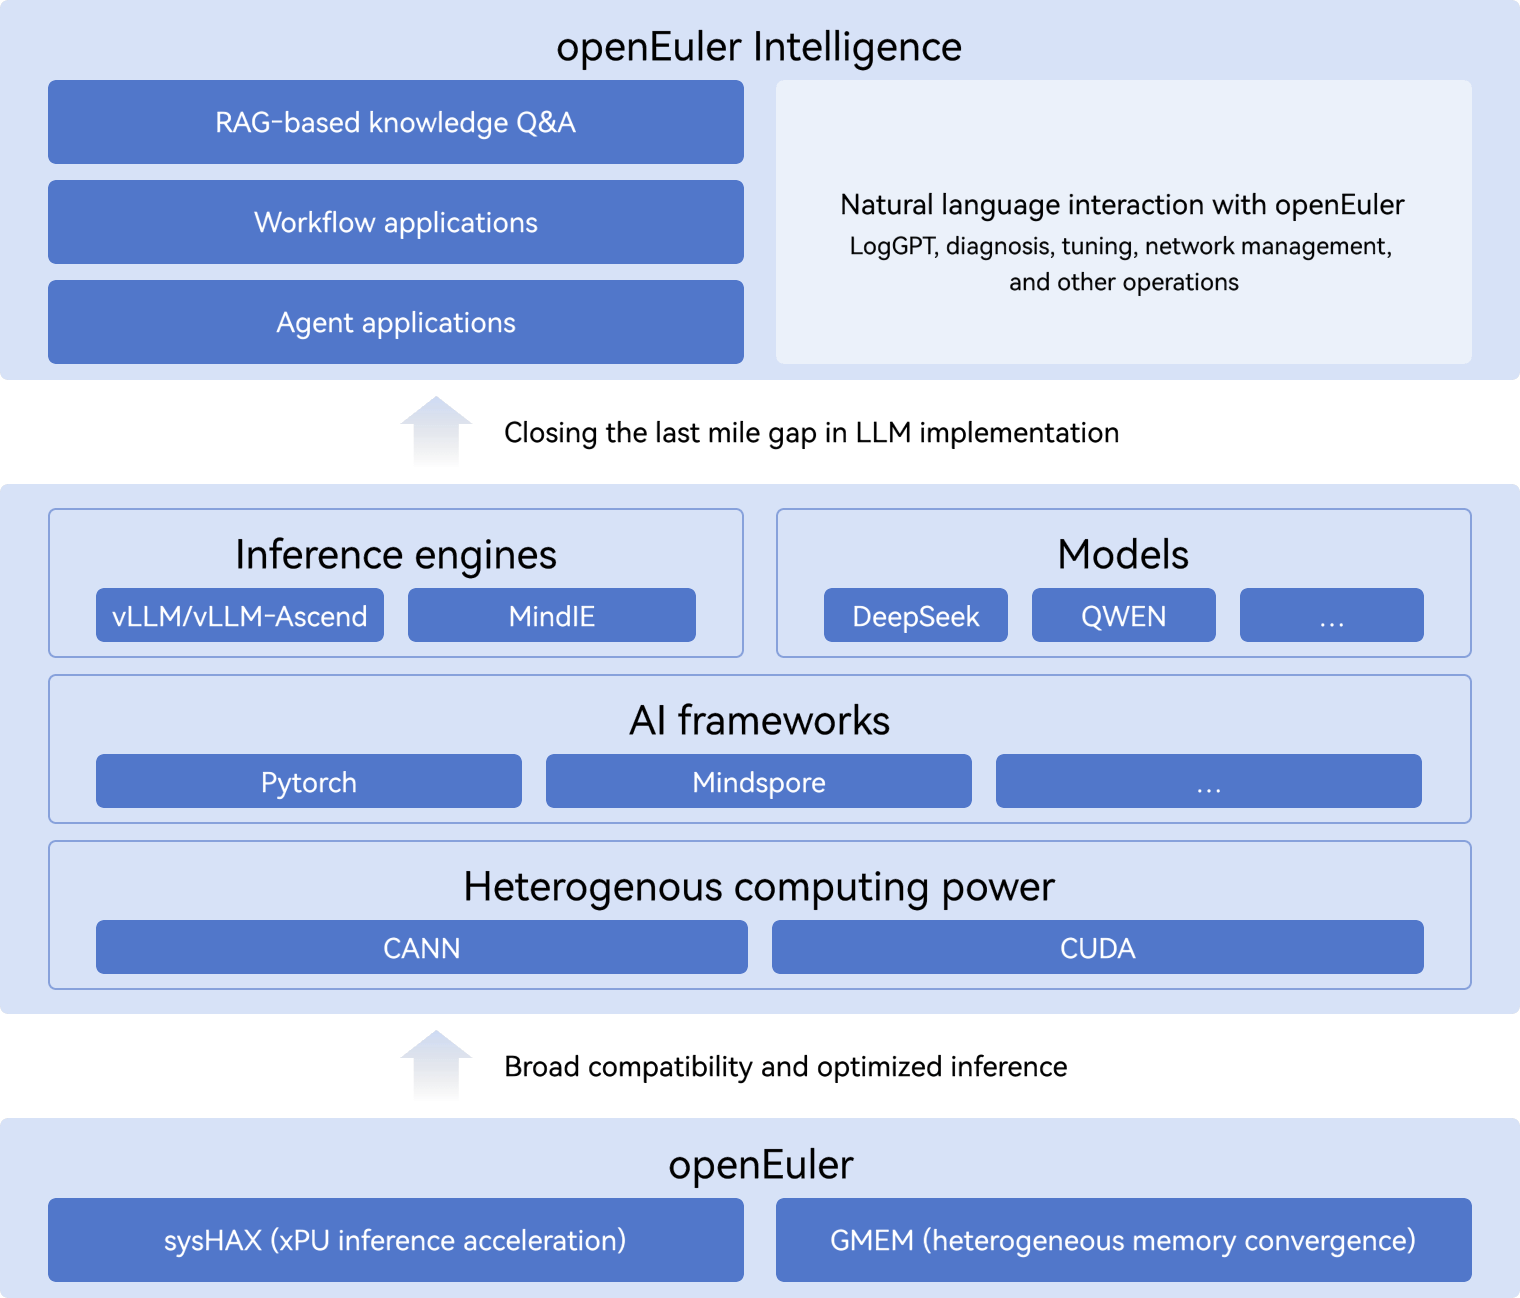 openEuler Intelligence
RAG-based knowledge Q&A
Workflow applications
Agent applications
Natural language interaction with openEuler
LogGPT, diagnosis, tuning, network management,
and other operations
Closing the last mile gap in LLM implementation
Inference engines
vLLM/vLLM-Ascend
MindIE
Models
DeepSeek
QWEN
...
AI frameworks
Pytorch
Mindspore
...
Heterogenous computing power
CANN
CUDA
Broad compatibility and optimized inference
openEuler
sysHAX (xPU inference acceleration)
GMEM (heterogeneous memory convergence)